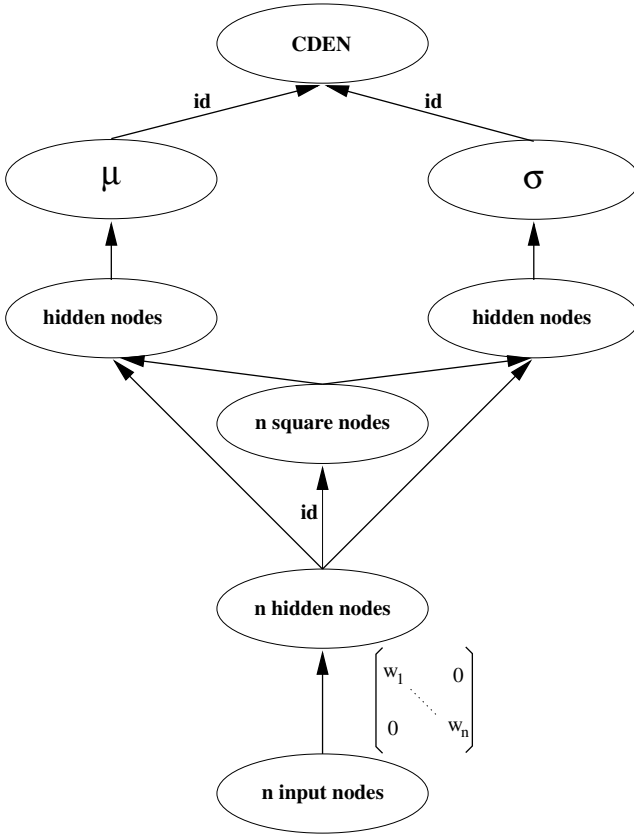 CDEN
id
id
μ
σ
hidden nodes
hidden nodes
n square nodes
id
n hidden nodes
w1 0
0 wn
n input nodes